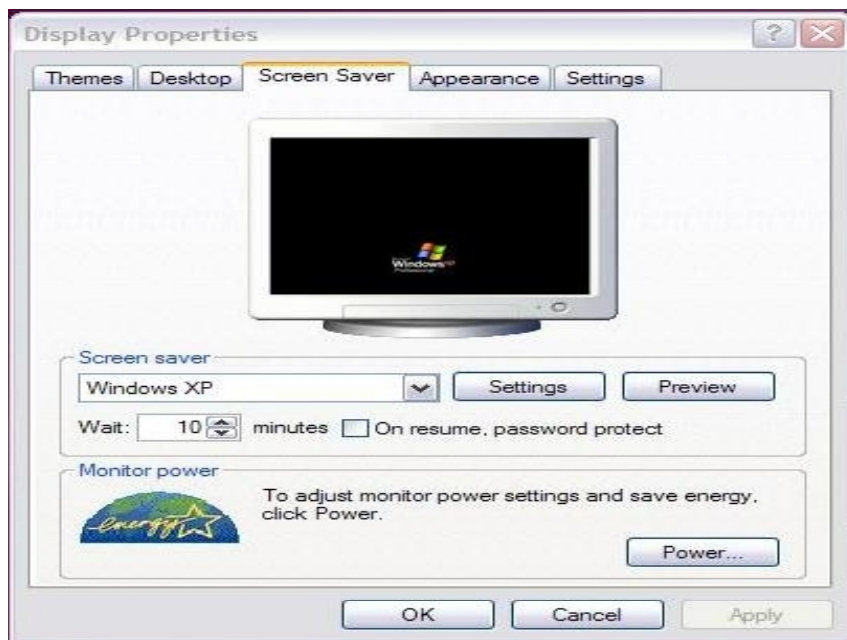 Display Properties
Themes Desktop Screen Saver Appearance Settings
Windows XP
Professional
Screen saver
Windows XP Settings Preview
Wait: 10 minutes On resume, password protect
Monitor power
energy
To adjust monitor power settings and save energy,
click Power.
Power...
OK Cancel Apply